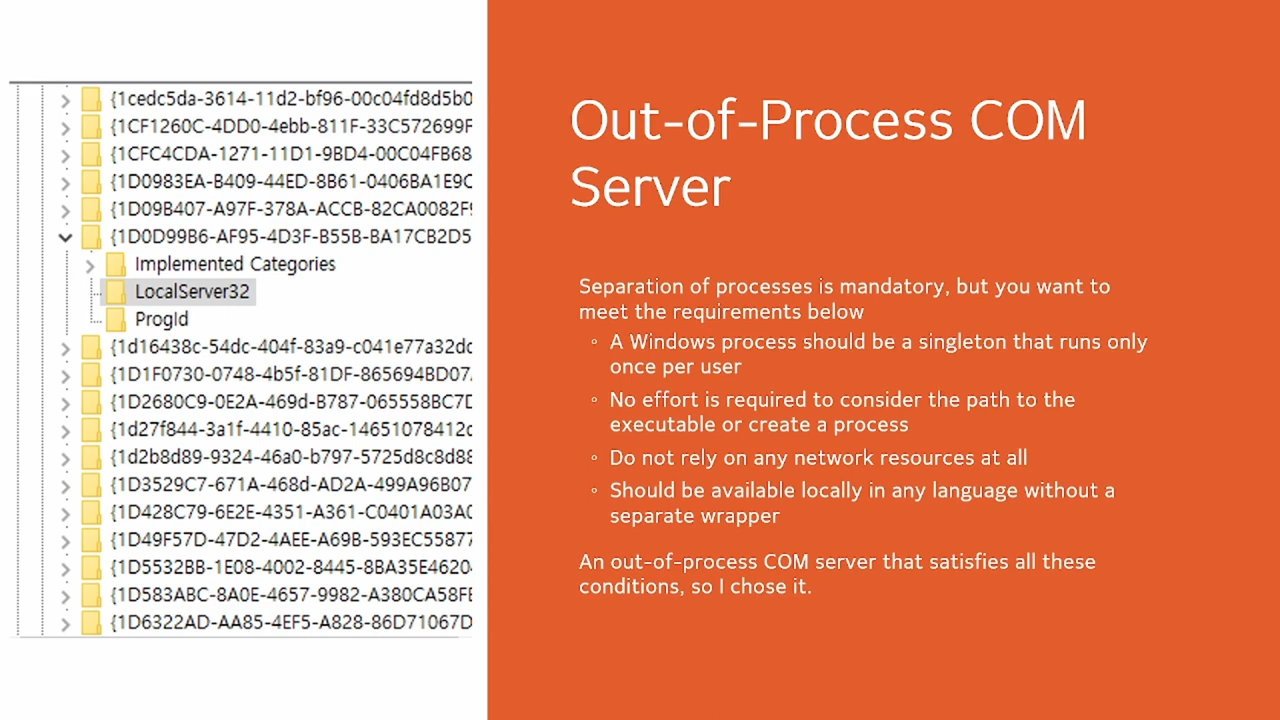 {1cedc5da-3614-11d2-bf96-00c04fd8d5b0
{1CF1260C-4DD0-4ebb-811F-33C572699F
{1CFC4CDA-1271-11D1-9BD4-00C04FB68
{1D0983EA-B409-44ED-8B61-0406BA1E9C
{1D09B407-A97F-378A-ACCB-82CA0082F9
{1D0D99B6-AF95-4D3F-B55B-BA17CB2D5
Implemented Categories
LocalServer32
ProgId
{1d16438c-54dc-404f-83a9-c041e77a32dc
{1D1F0730-0748-4b5f-81DF-865694BD07
{1D2680C9-0E2A-469d-B787-065558BC7D
{1d27f844-3a1f-4410-85ac-14651078412c
{1d2b8d89-9324-46a0-b797-5725d8c8d88
{1D3529C7-671A-468d-AD2A-499A96B07
{1D428C79-6E2E-4351-A361-C0401A03A0
{1D49F57D-47D2-4AEE-A69B-593EC55877
{1D5532BB-1E08-4002-8445-8BA35E4620
{1D583ABC-8A0E-4657-9982-A380CA58FE
{1D6322AD-AA85-4EF5-A828-86D71067D
Out-of-Process COM
Server
Separation of processes is mandatory, but you want to
meet the requirements below
◦ A Windows process should be a singleton that runs only
once per user
◦ No effort is required to consider the path to the
executable or create a process
◦ Do not rely on any network resources at all
◦ Should be available locally in any language without a
separate wrapper
An out-of-process COM server that satisfies all these
conditions, so I chose it.